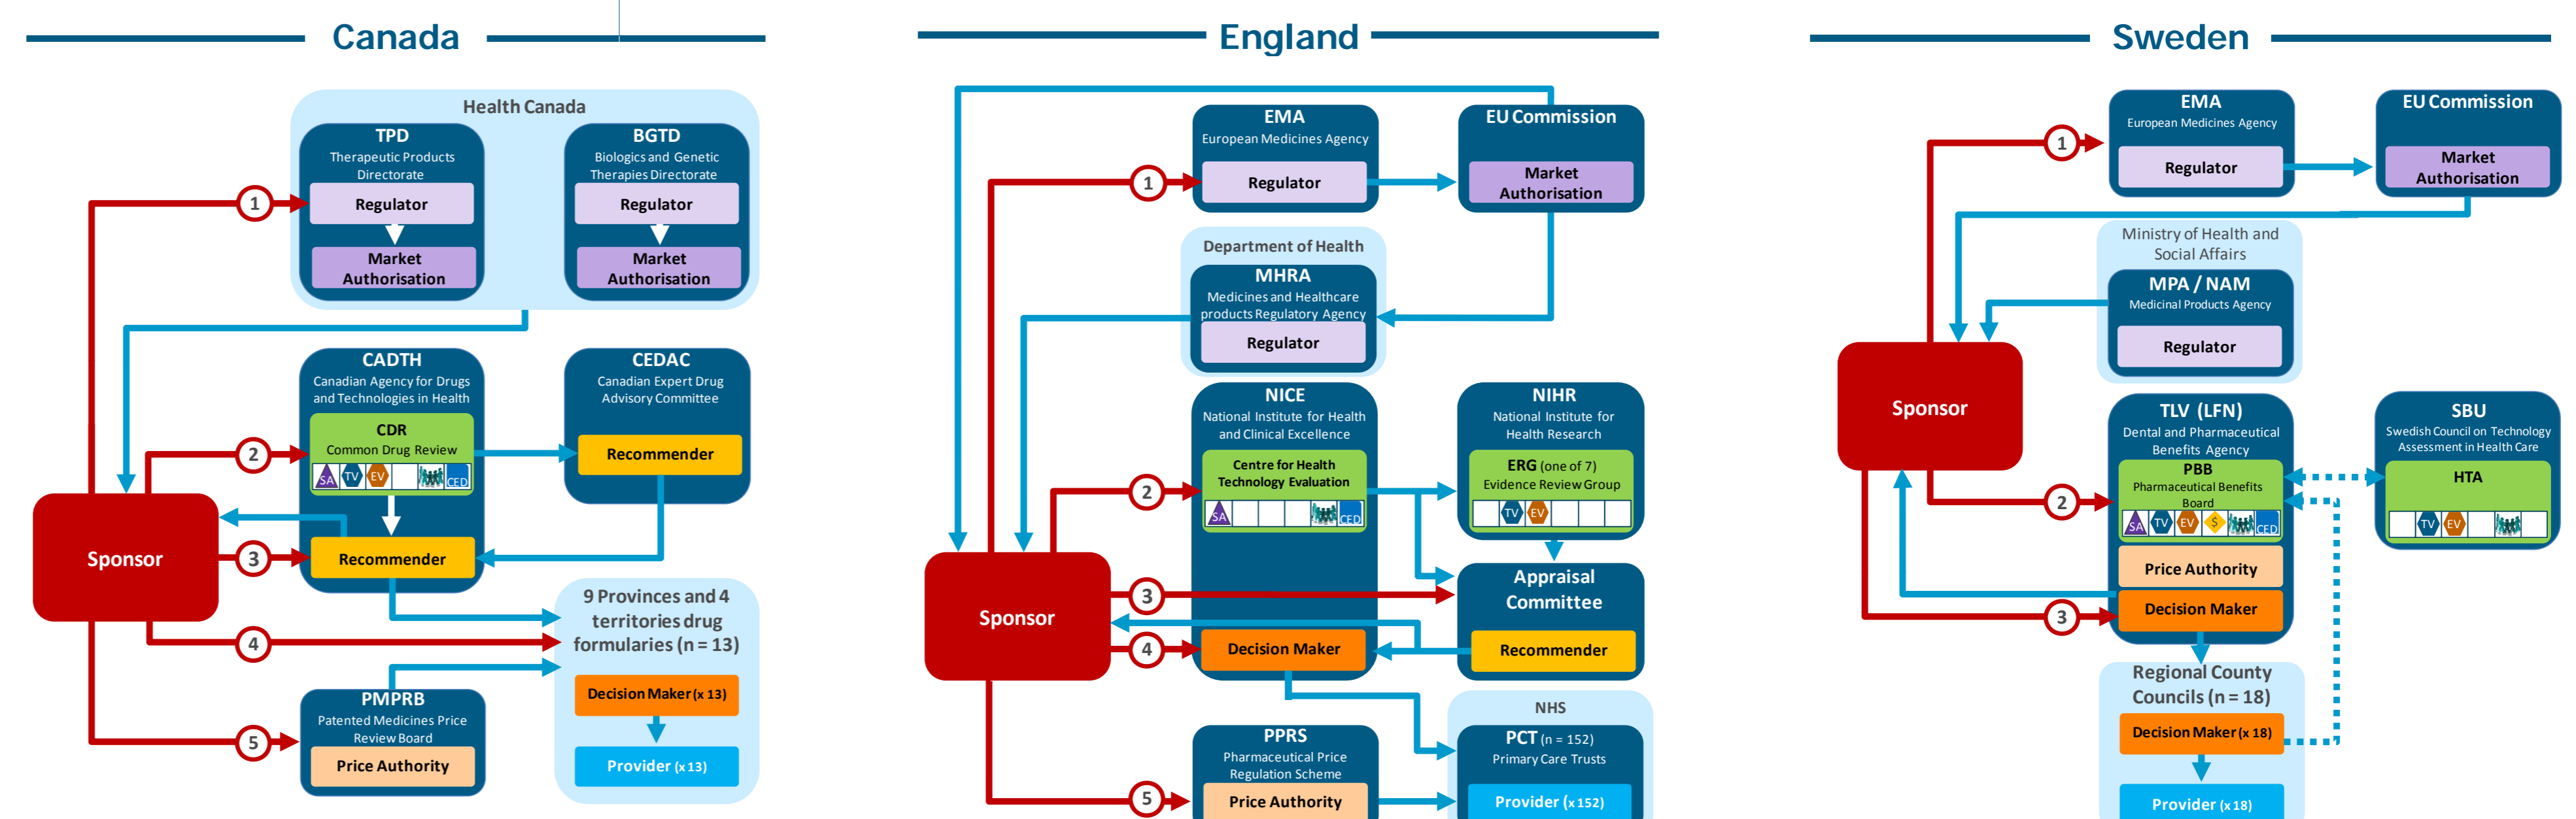 Canada
Health Canada
TPD
Therapeutic Products
Directorate
Regulator
Market
Authorisation
BGTD
Biologics and Genetic
Therapies Directorate
Regulator
Market
Authorisation
1
CADTH
Canadian Agency for Drugs
and Technologies in Health
CDR
Common Drug Review
SA TV EV CED
Recommender
CEDAC
Canadian Expert Drug
Advisory Committee
Recommender
2
Sponsor
3
4
5
9 Provinces and 4
territories drug
formularies (n = 13)
Decision Maker (x 13)
Provider (x 13)
PMPRB
Patented Medicines Price
Review Board
Price Authority
England
EMA
European Medicines Agency
Regulator
EU Commission
Market
Authorisation
1
Department of Health
MHRA
Medicines and Healthcare
products Regulatory Agency
Regulator
NICE
National Institute for Health
and Clinical Excellence
Centre for Health
Technology Evaluation
SA CED
Decision Maker
NIHR
National Institute for
Health Research
ERG (one of 7)
Evidence Review Group
TV EV
2
Appraisal
Committee
Recommender
Sponsor
3
4
5
PPRS
Pharmaceutical Price
Regulation Scheme
Price Authority
NHS
PCT (n = 152)
Primary Care Trusts
Provider (x 152)
Sweden
EMA
European Medicines Agency
Regulator
EU Commission
Market
Authorisation
1
Ministry of Health and
Social Affairs
MPA / NAM
Medicinal Products Agency
Regulator
Sponsor
TLV (LFN)
Dental and Pharmaceutical
Benefits Agency
PBB
Pharmaceutical Benefits
Board
SA TV EV $ CED
Price Authority
Decision Maker
SBU
Swedish Council on Technology
Assessment in Health Care
HTA
TV EV
2
3
Regional County
Councils (n = 18)
Decision Maker (x 18)
Provider (x 18)